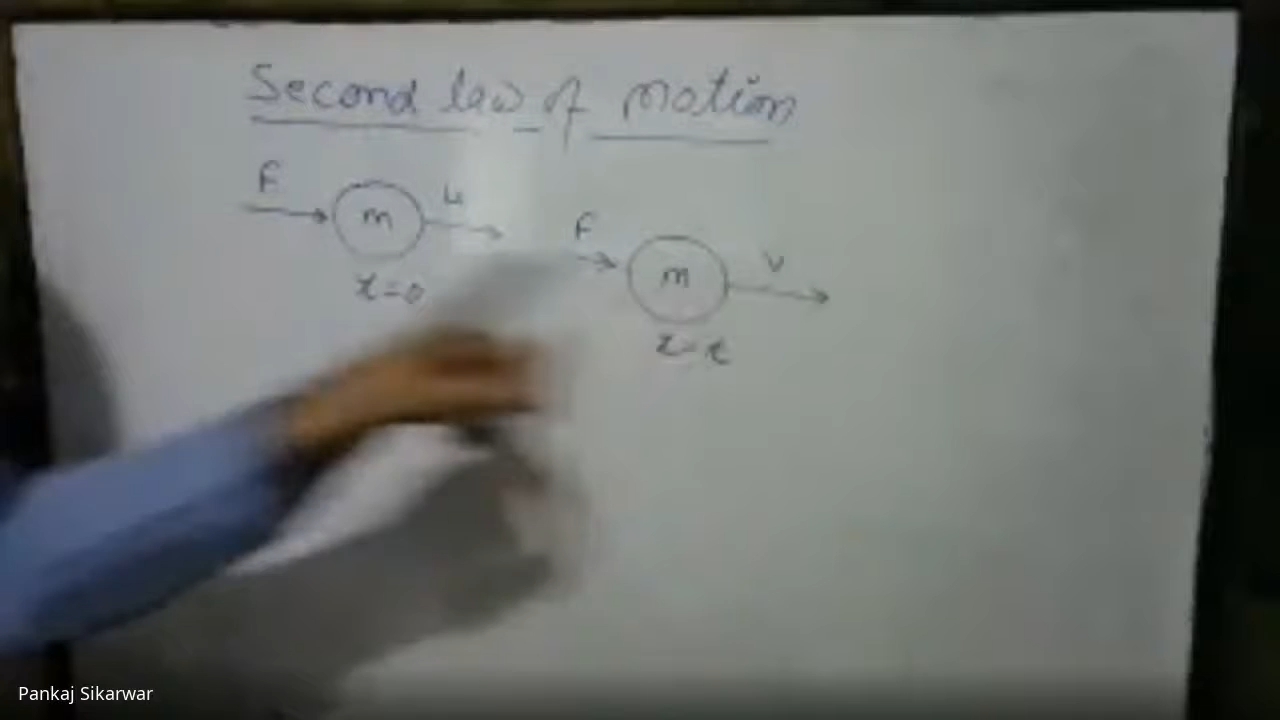 Second law of motion
F m u
t=0
F m v
t=t
Pankaj Sikarwar